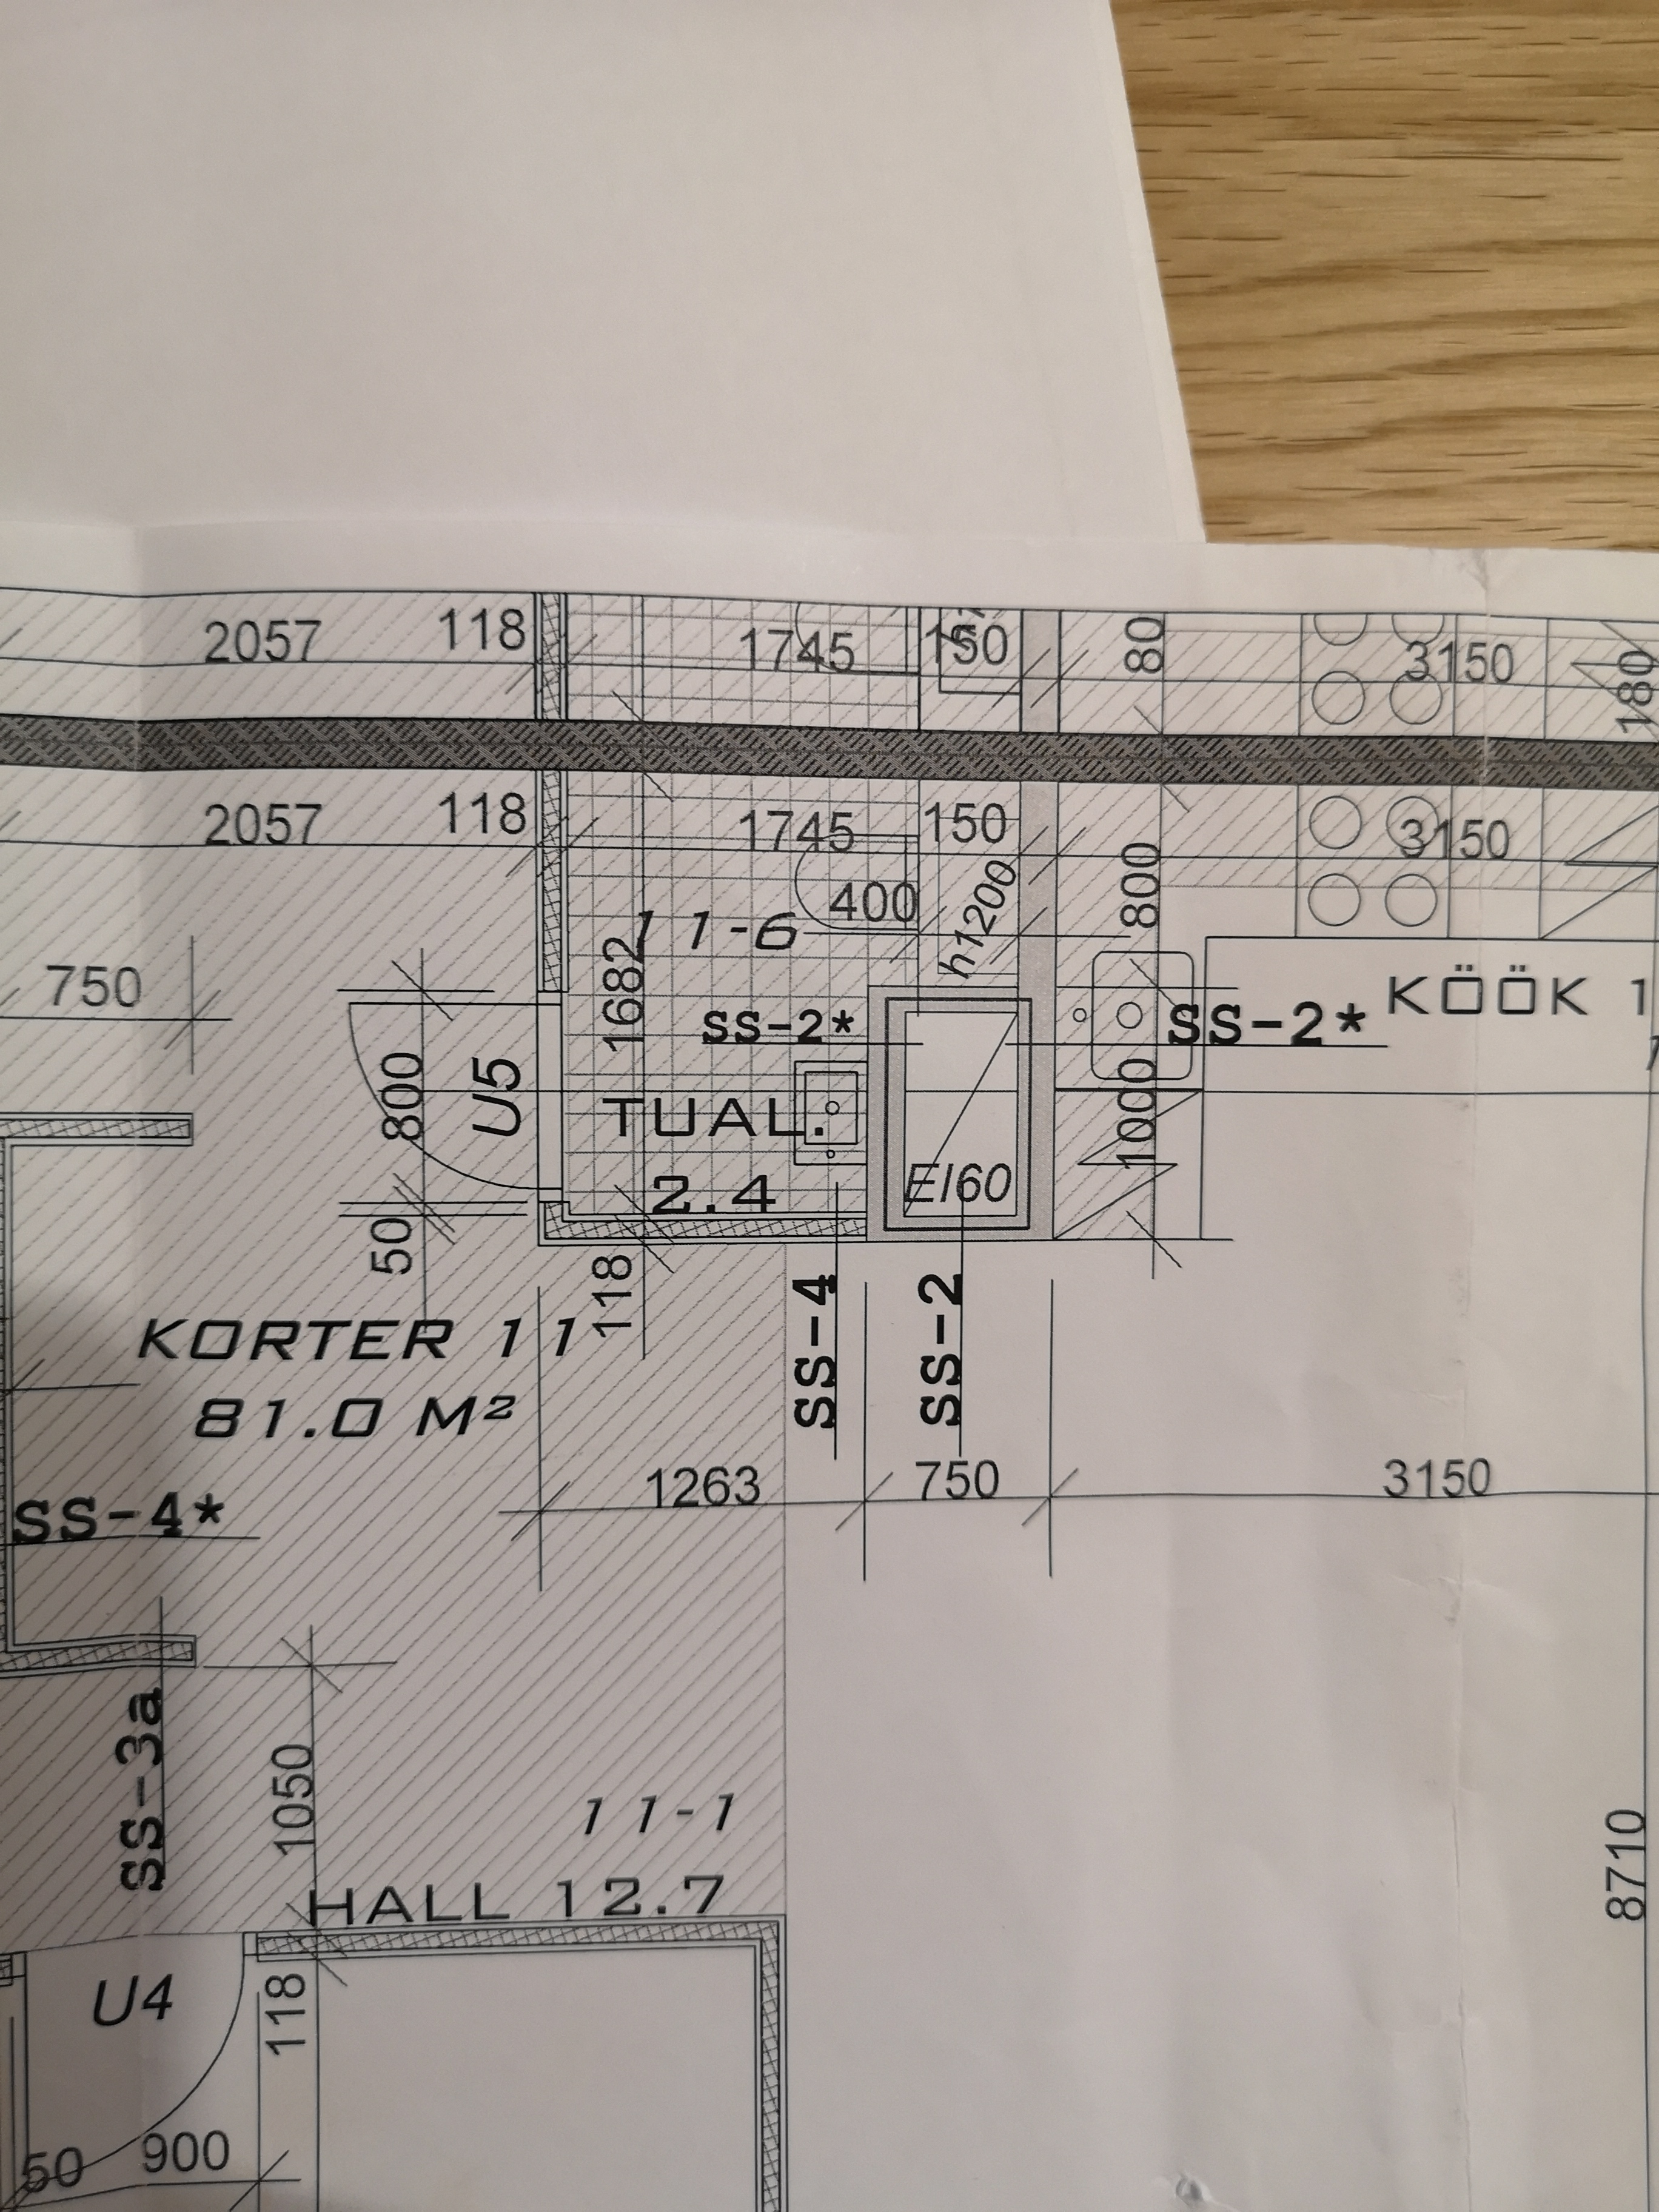 2057 118 1745 150 80 3150 180
2057 118 1745 150 3150
400 h1200 800
11-6
1682
750
SS-2* SS-2* KÖÖK 1
800 U5
TUAL.
1000
2.4 EI60
50 118
SS-4 SS-2
KORTER 11
81.0 M²
1263 750 3150
SS-4*
SS-3a
1050
11-1
8710
HALL 12.7
U4 118
50 900